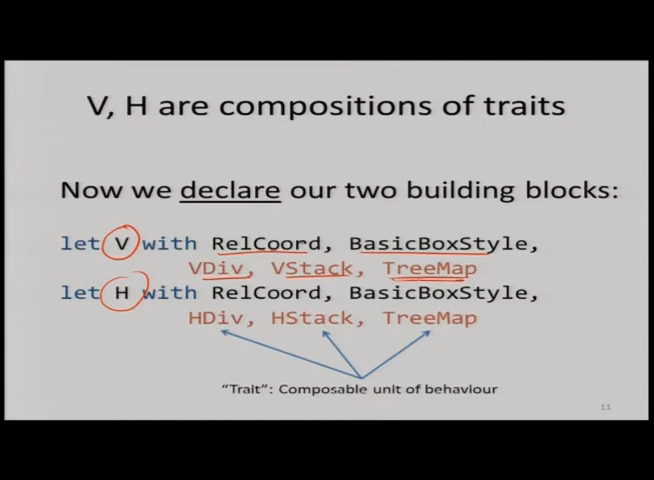 V, H are compositions of traits
Now we declare our two building blocks:
let V with RelCoord, BasicBoxStyle,
VDiv, VStack, TreeMap
let H with RelCoord, BasicBoxStyle,
HDiv, HStack, TreeMap
“Trait”: Composable unit of behaviour
11